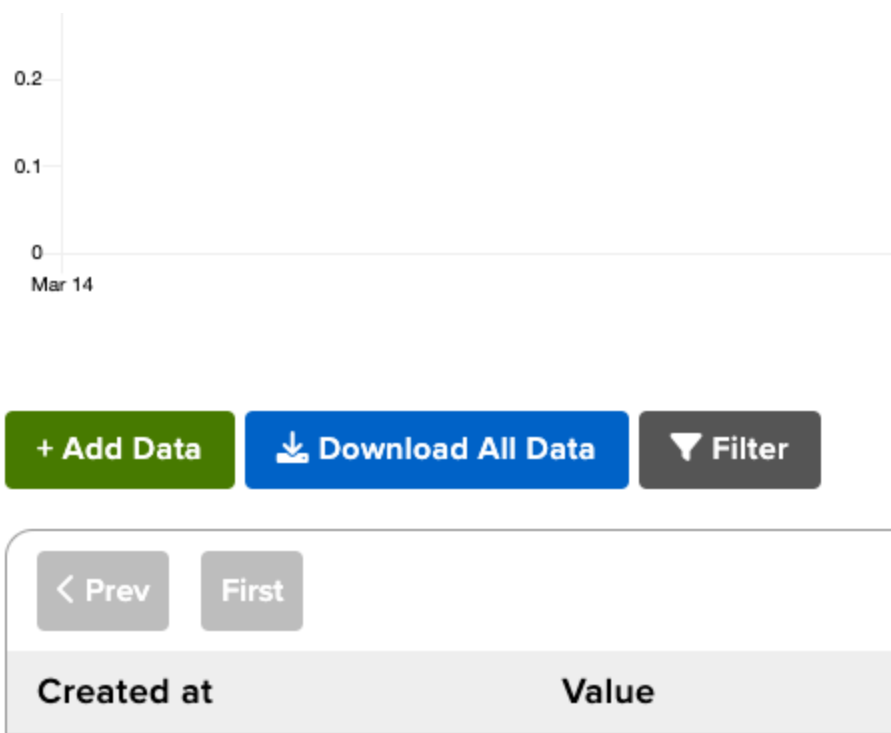 0.2
0.1
0
Mar 14
+ Add Data
Download All Data
Filter
Prev
First
Created at Value